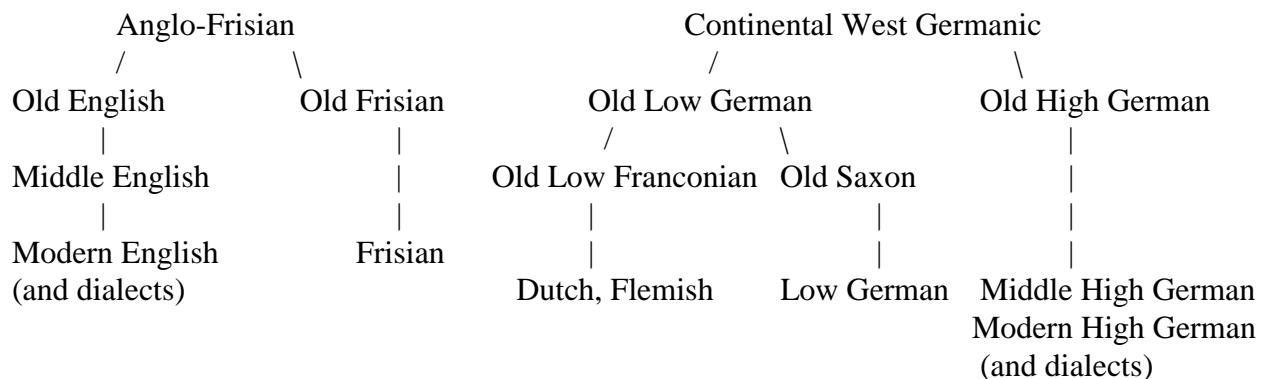 Anglo-Frisian Continental West Germanic
/ \ / \
Old English Old Frisian Old Low German Old High German
| | / \ |
Middle English | Old Low Franconian Old Saxon |
| | | | |
Modern English Frisian | | |
(and dialects) Dutch, Flemish Low German Middle High German
Modern High German
(and dialects)